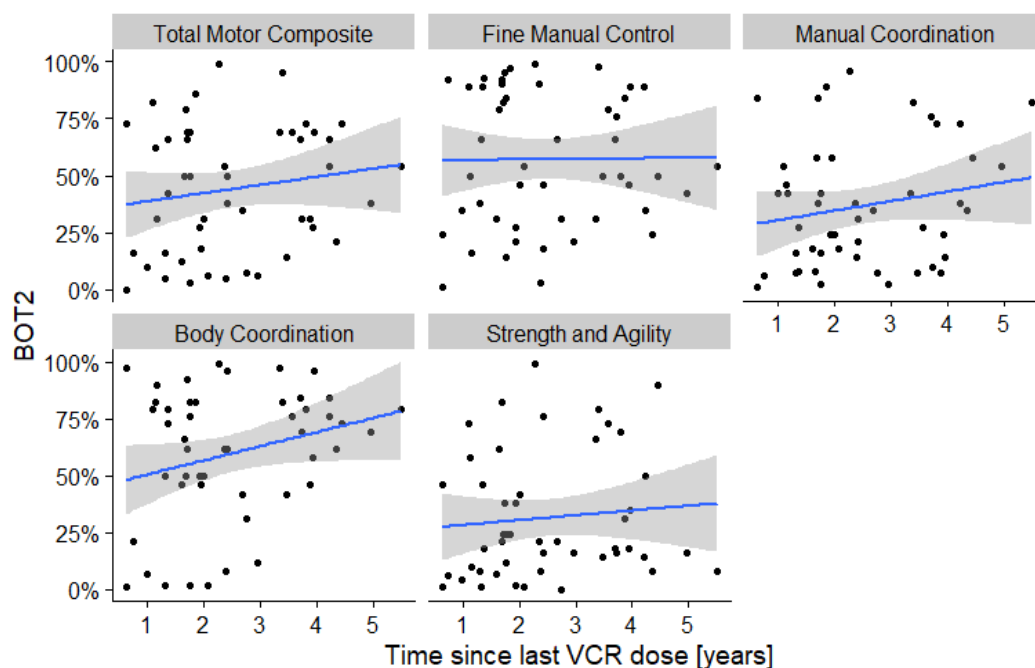 Total Motor Composite Fine Manual Control Manual Coordination
100%
75%
50%
25%
0%
1 2 3 4 5
Body Coordination Strength and Agility
100%
75%
50%
25%
0%
1 2 3 4 5 1 2 3 4 5
BOT2
Time since last VCR dose [years]